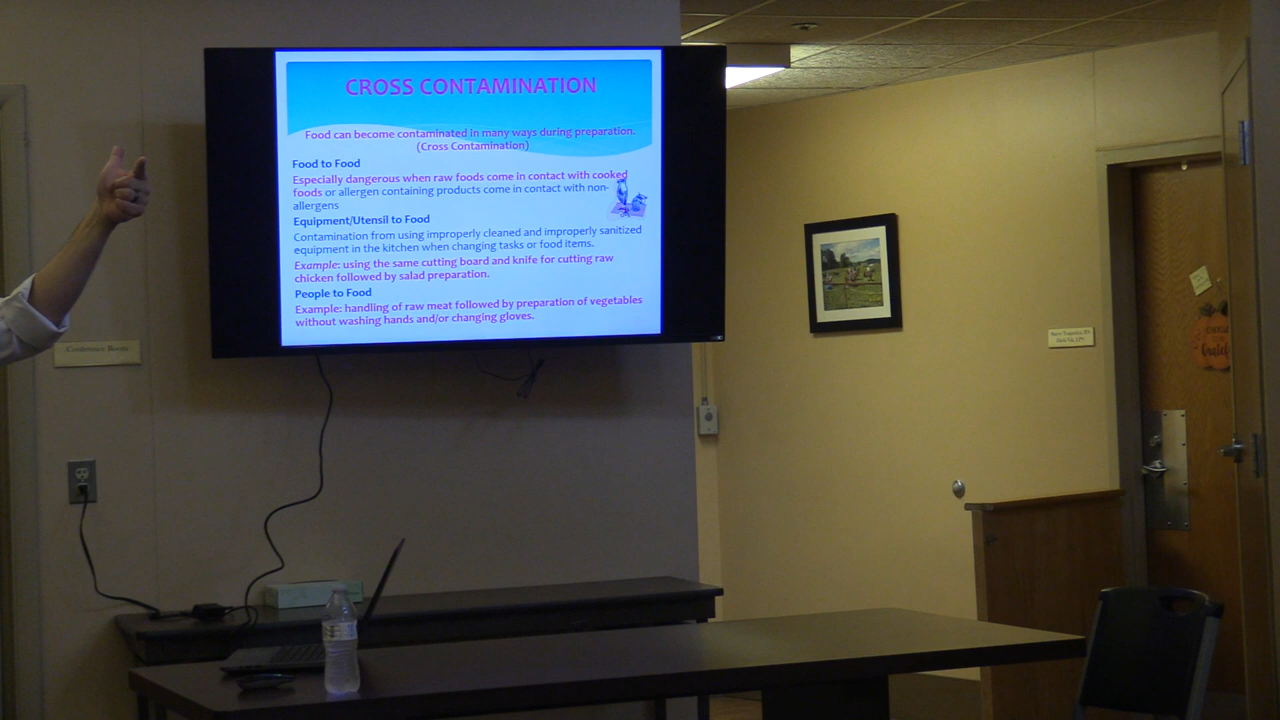 CROSS CONTAMINATION
Food can become contaminated in many ways during preparation.
(Cross Contamination)
Food to Food
Especially dangerous when raw foods come in contact with cooked
foods or allergen containing products come in contact with non-
allergens
Equipment/Utensil to Food
Contamination from using improperly cleaned and improperly sanitized
equipment in the kitchen when changing tasks or food items.
Example: using the same cutting board and knife for cutting raw
chicken followed by salad preparation.
People to Food
Example: handling of raw meat followed by preparation of vegetables
without washing hands and/or changing gloves.
Conference Room